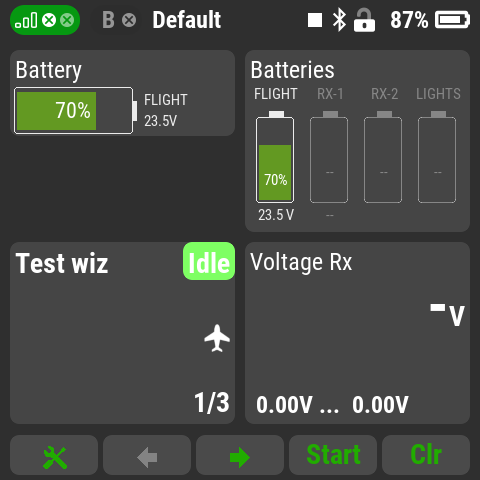 B Default 87%
Battery
70% FLIGHT
23.5V
Batteries
FLIGHT RX-1 RX-2 LIGHTS
70% -- -- --
23.5 V --
Test wiz Idle
1/3
Voltage Rx
-V
0.00V ... 0.00V
Start Clr